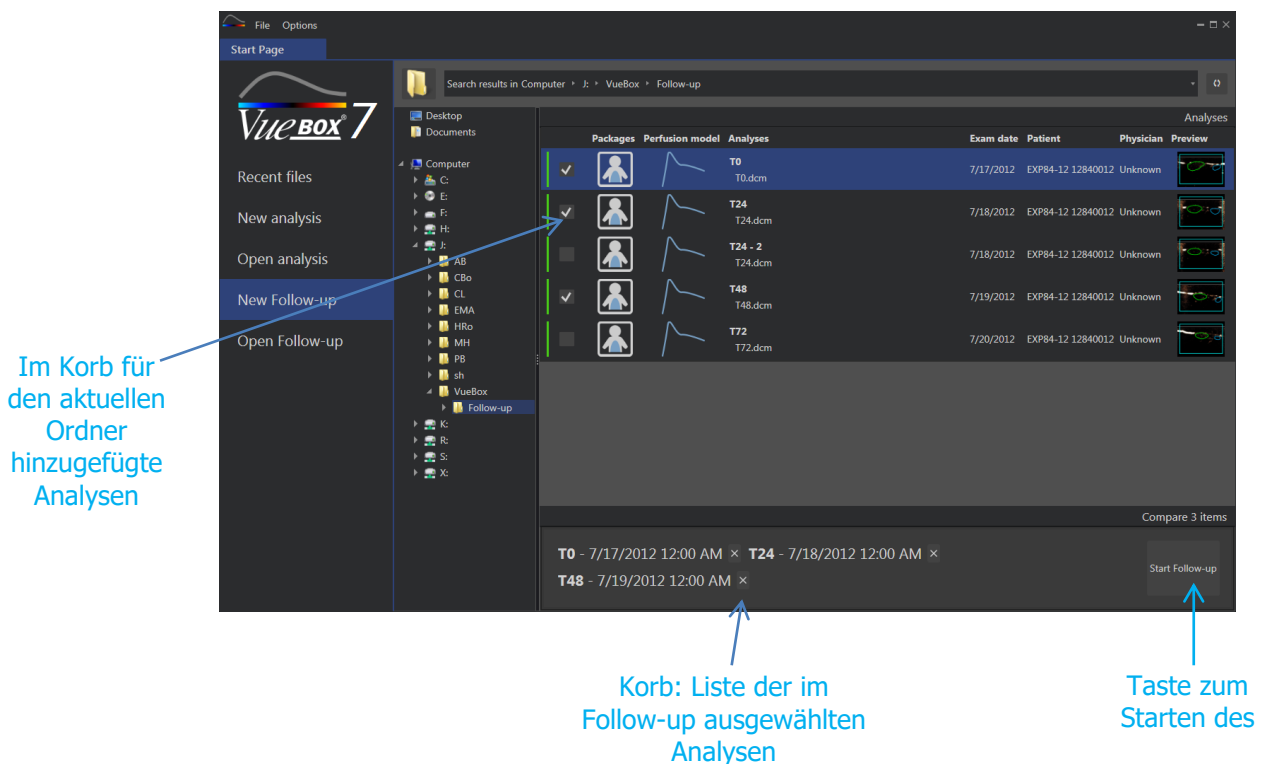 File Options
Start Page
VUEBOX® 7
Recent files
New analysis
Open analysis
New Follow-up
Open Follow-up
Search results in Computer J: VueBox Follow-up
Desktop
Documents
Computer
C:
E:
F:
H:
J:
AB
CBo
CL
EMA
HRo
MH
PB
sh
VueBox
Follow-up
K:
R:
S:
X:
Analyses
Packages Perfusion model Analyses Exam date Patient Physician Preview
T0
T0.dcm
7/17/2012 EXP84-12 12840012 Unknown
T24
T24.dcm
7/18/2012 EXP84-12 12840012 Unknown
T24 - 2
T24.dcm
7/18/2012 EXP84-12 12840012 Unknown
T48
T48.dcm
7/19/2012 EXP84-12 12840012 Unknown
T72
T72.dcm
7/20/2012 EXP84-12 12840012 Unknown
Compare 3 items
T0 - 7/17/2012 12:00 AM × T24 - 7/18/2012 12:00 AM ×
T48 - 7/19/2012 12:00 AM ×
Start Follow-up
Im Korb für
den aktuellen
Ordner
hinzugefügte
Analysen
Korb: Liste der im
Follow-up ausgewählten
Analysen
Taste zum
Starten des